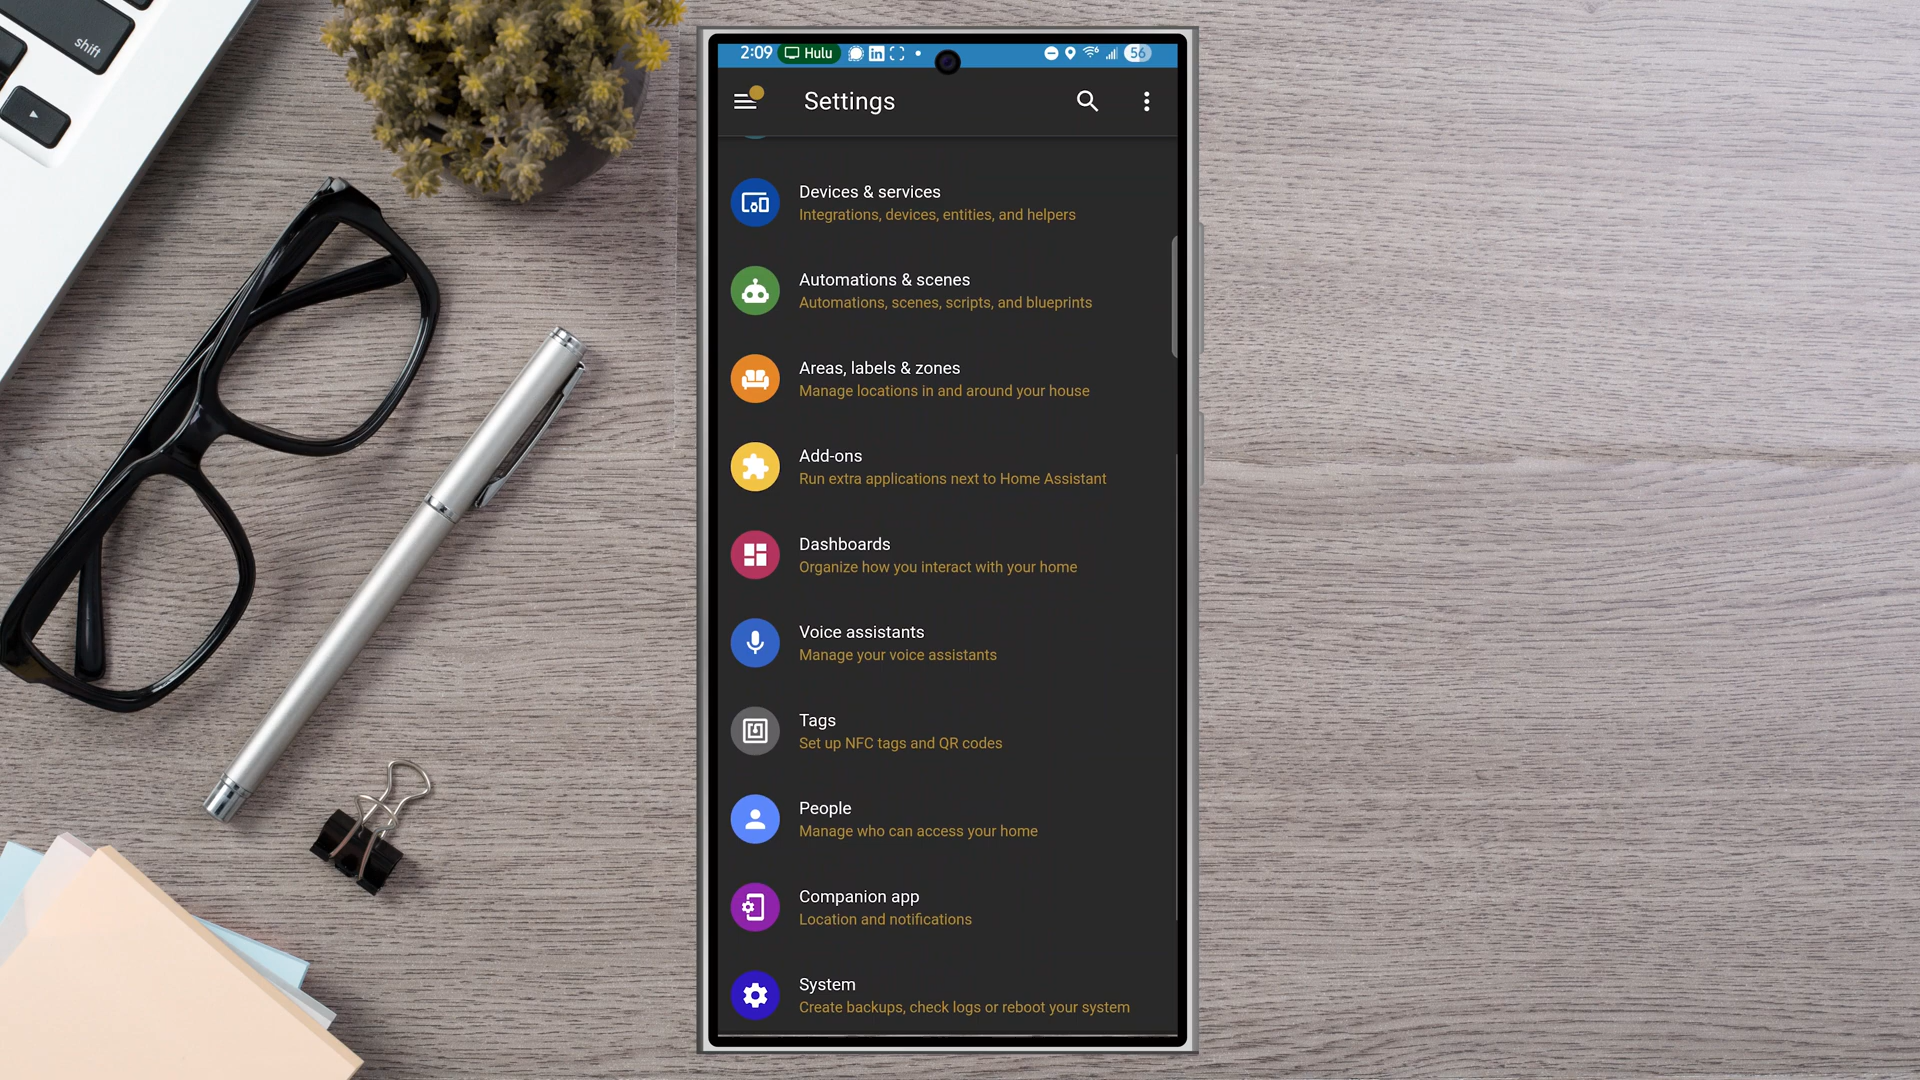 shift
2:09 Hulu in 56
Settings
Devices & services
Integrations, devices, entities, and helpers
Automations & scenes
Automations, scenes, scripts, and blueprints
Areas, labels & zones
Manage locations in and around your house
Add-ons
Run extra applications next to Home Assistant
Dashboards
Organize how you interact with your home
Voice assistants
Manage your voice assistants
Tags
Set up NFC tags and QR codes
People
Manage who can access your home
Companion app
Location and notifications
System
Create backups, check logs or reboot your system